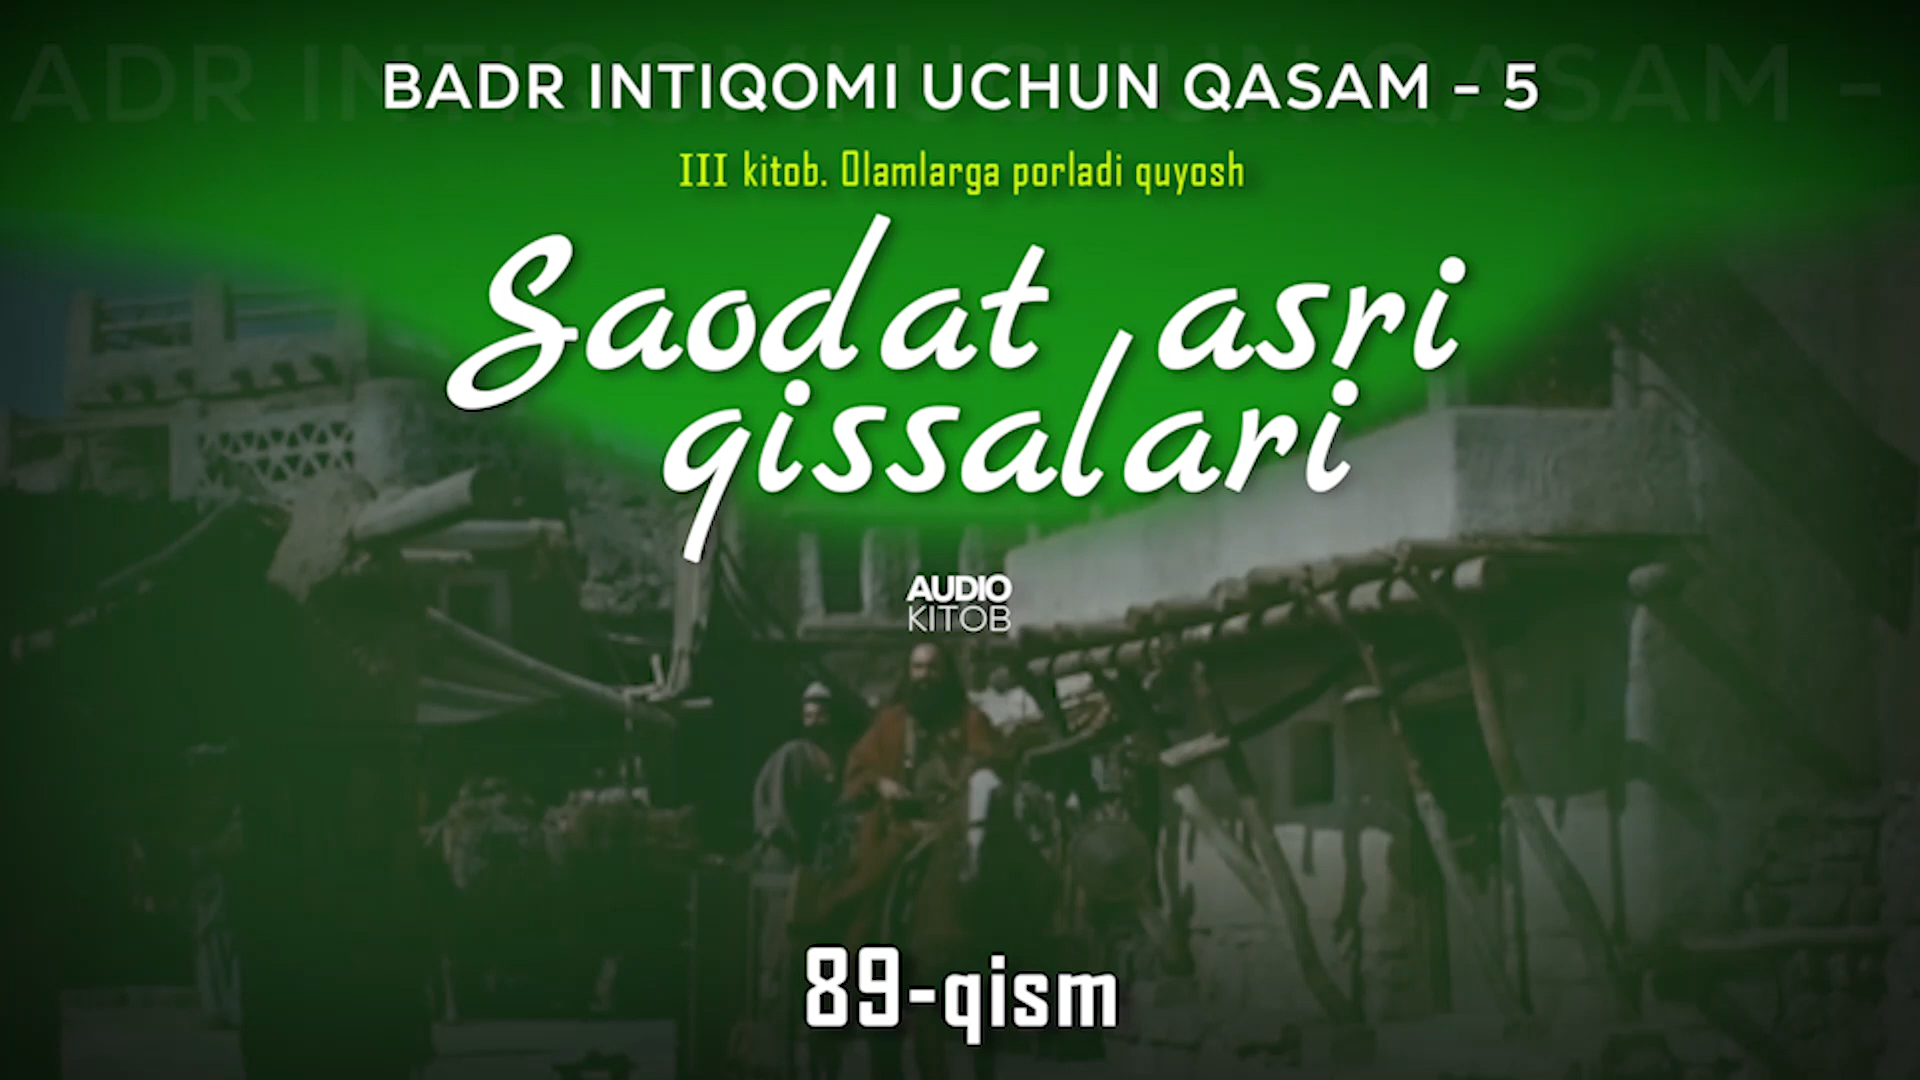 BADR INTIQOMI UCHUN QASAM - 5
III kitob. Olamlarga porladi quyosh
Saodat asri
qissalari
AUDIO
KITOB
89-qism